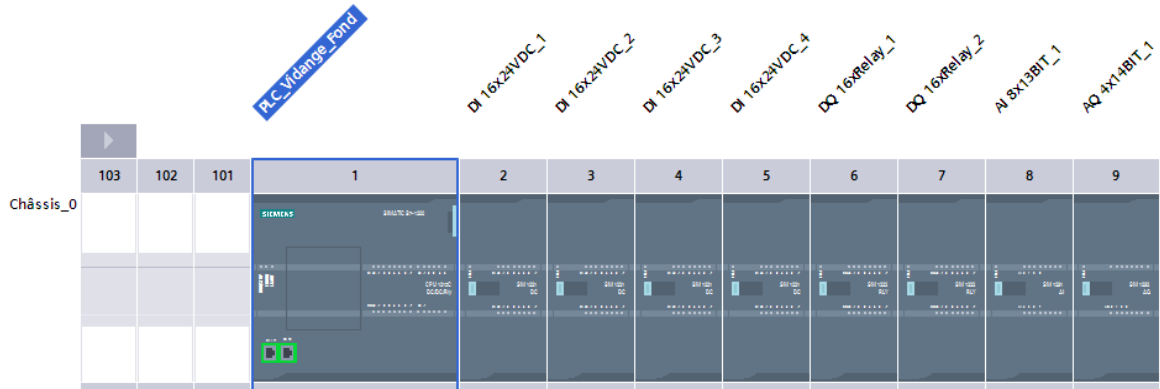 PLC_Vidange_Fond
DI 16x24VDC_1
DI 16x24VDC_2
DI 16x24VDC_3
DI 16x24VDC_4
DQ 16xRelay_1
DQ 16xRelay_2
AI 8x13BIT_1
AQ 4x14BIT_1
103 102 101 1 2 3 4 5 6 7 8 9
Châssis_0
SIEMENS